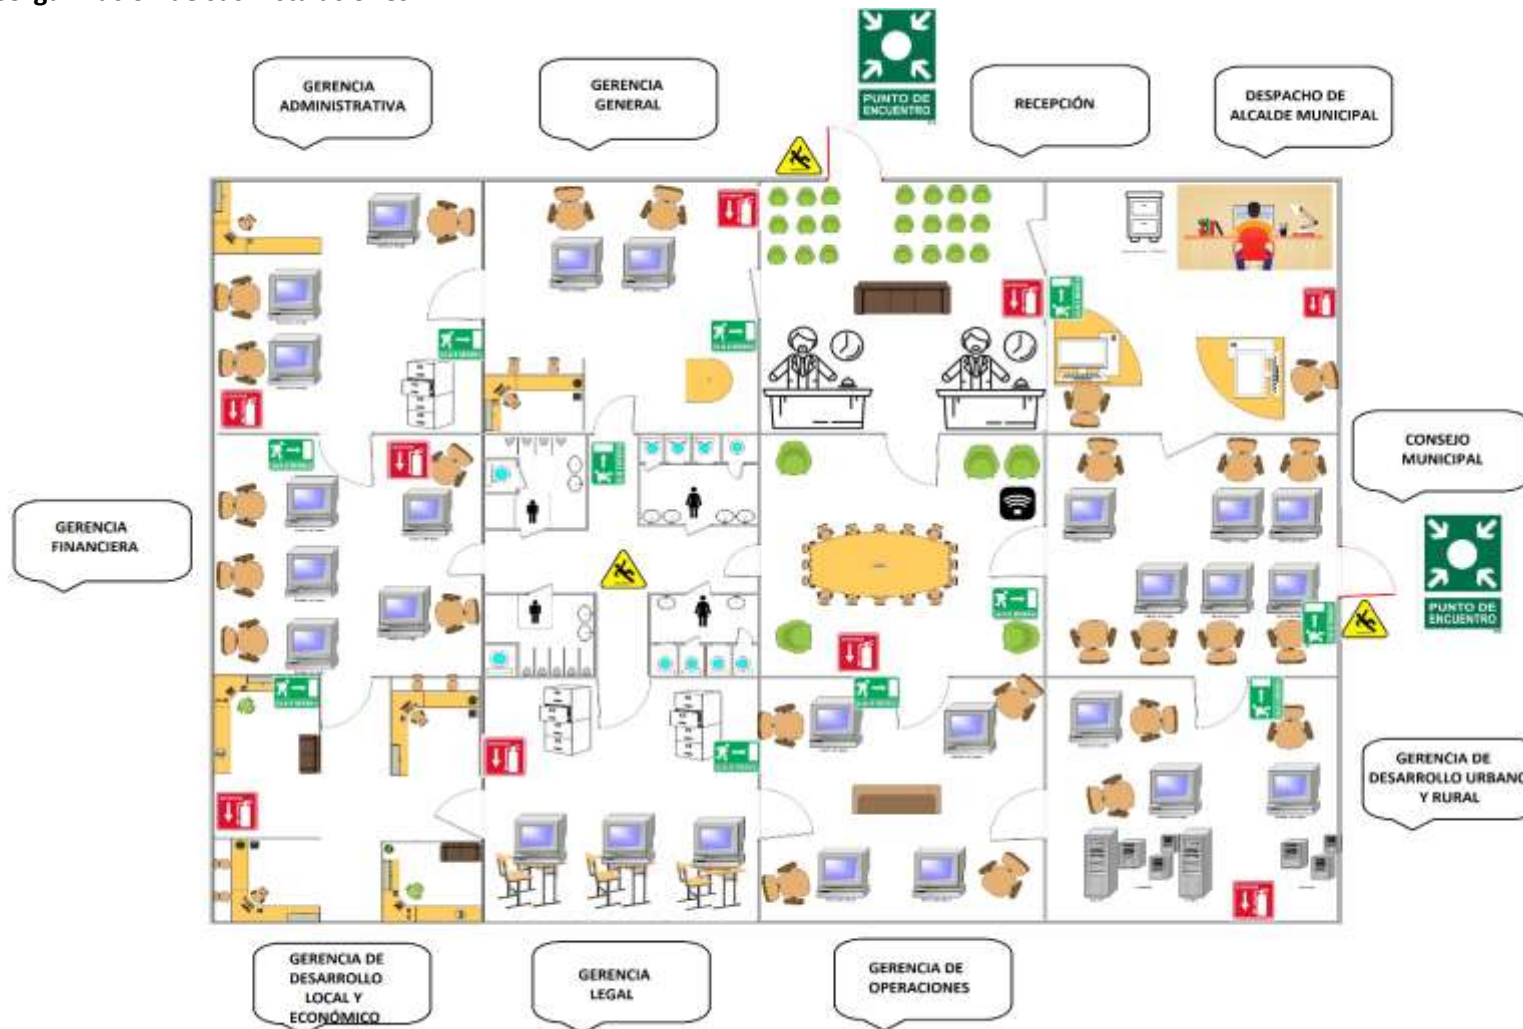 GERENCIA
ADMINISTRATIVA
GERENCIA
GENERAL
PUNTO DE
ENCUENTRO
RECEPCIÓN
DESPACHO DE
ALCALDE MUNICIPAL
CONSEJO
MUNICIPAL
GERENCIA
FINANCIERA
PUNTO DE
ENCUENTRO
GERENCIA DE
DESARROLLO URBANO
Y RURAL
GERENCIA DE
DESARROLLO
LOCAL Y
ECONÓMICO
GERENCIA
LEGAL
GERENCIA DE
OPERACIONES